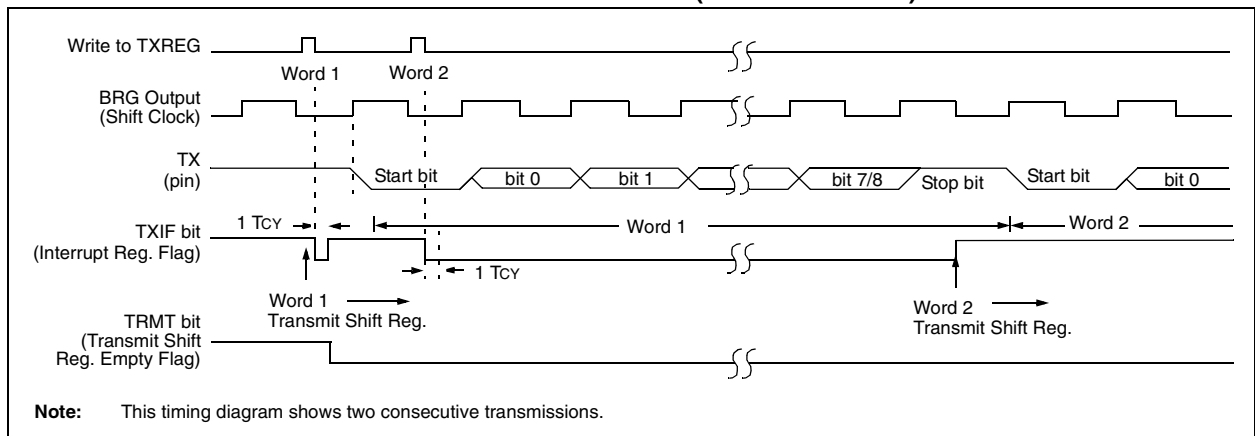 Write to TXREG
Word 1
Word 2
BRG Output
(Shift Clock)
TX
(pin)
Start bit
bit 0
bit 1
bit 7/8
Stop bit
Start bit
bit 0
1 TCY
Word 1
Word 2
TXIF bit
(Interrupt Reg. Flag)
1 TCY
Word 1
Transmit Shift Reg.
Word 2
Transmit Shift Reg.
TRMT bit
(Transmit Shift
Reg. Empty Flag)
Note: This timing diagram shows two consecutive transmissions.